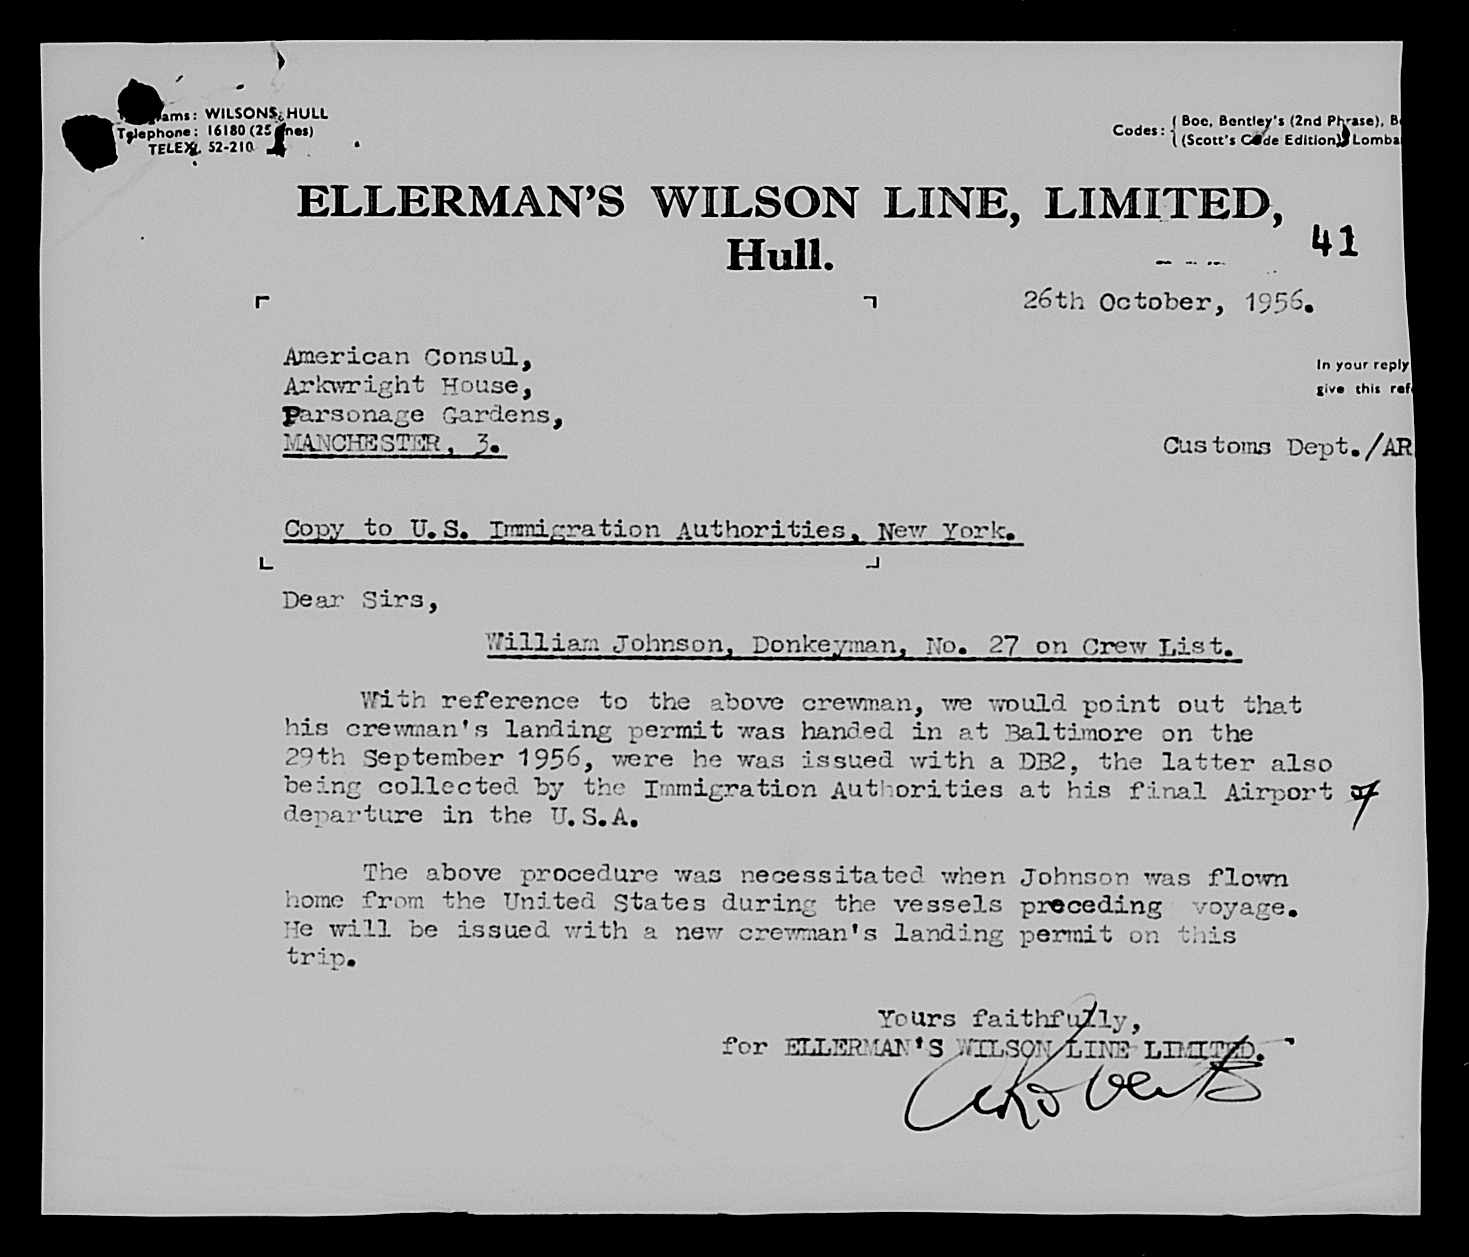 WILSONS, HULL
Telephone: 16180 (25 lines)
TELEX. 52-210
Codes: { Boe, Bentley's (2nd Phrase),
(Scott's Code Edition),
ELLERMAN'S WILSON LINE, LIMITED,
Hull.
41
26th October, 1956.
American Consul,
Arkwright House,
Parsonage Gardens,
MANCHESTER, 3.
In your reply
give this
Customs Dept./AR
Copy to U.S. Immigration Authorities, New York.
Dear Sirs,
William Johnson, Donkeyman, No. 27 on Crew List.
With reference to the above crewman, we would point out that
his crewman's landing permit was handed in at Baltimore on the
29th September 1956, were he was issued with a DB2, the latter also
being collected by the Immigration Authorities at his final Airport of
departure in the U.S.A.
The above procedure was necessitated when Johnson was flown
home from the United States during the vessels preceding voyage.
He will be issued with a new crewman's landing permit on this
trip.
Yours faithfully,
for ELLERMAN'S WILSON LINE LIMITED.